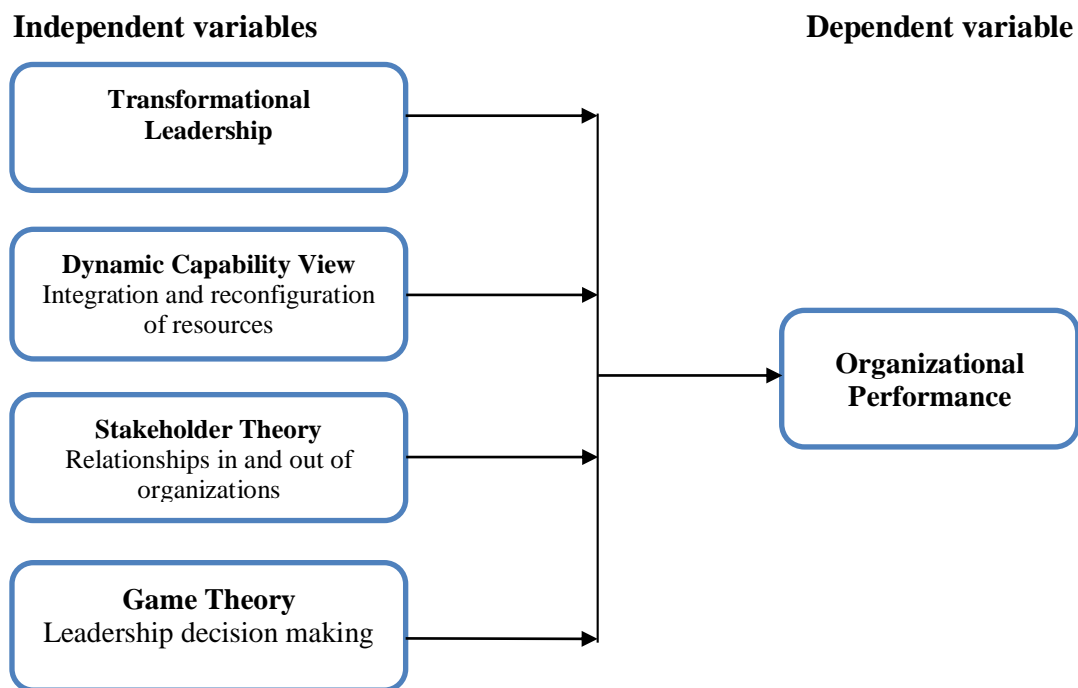 Independent variables
Dependent variable
Transformational
Leadership
Dynamic Capability View
Integration and reconfiguration
of resources
Stakeholder Theory
Relationships in and out of
organizations
Game Theory
Leadership decision making
Organizational
Performance